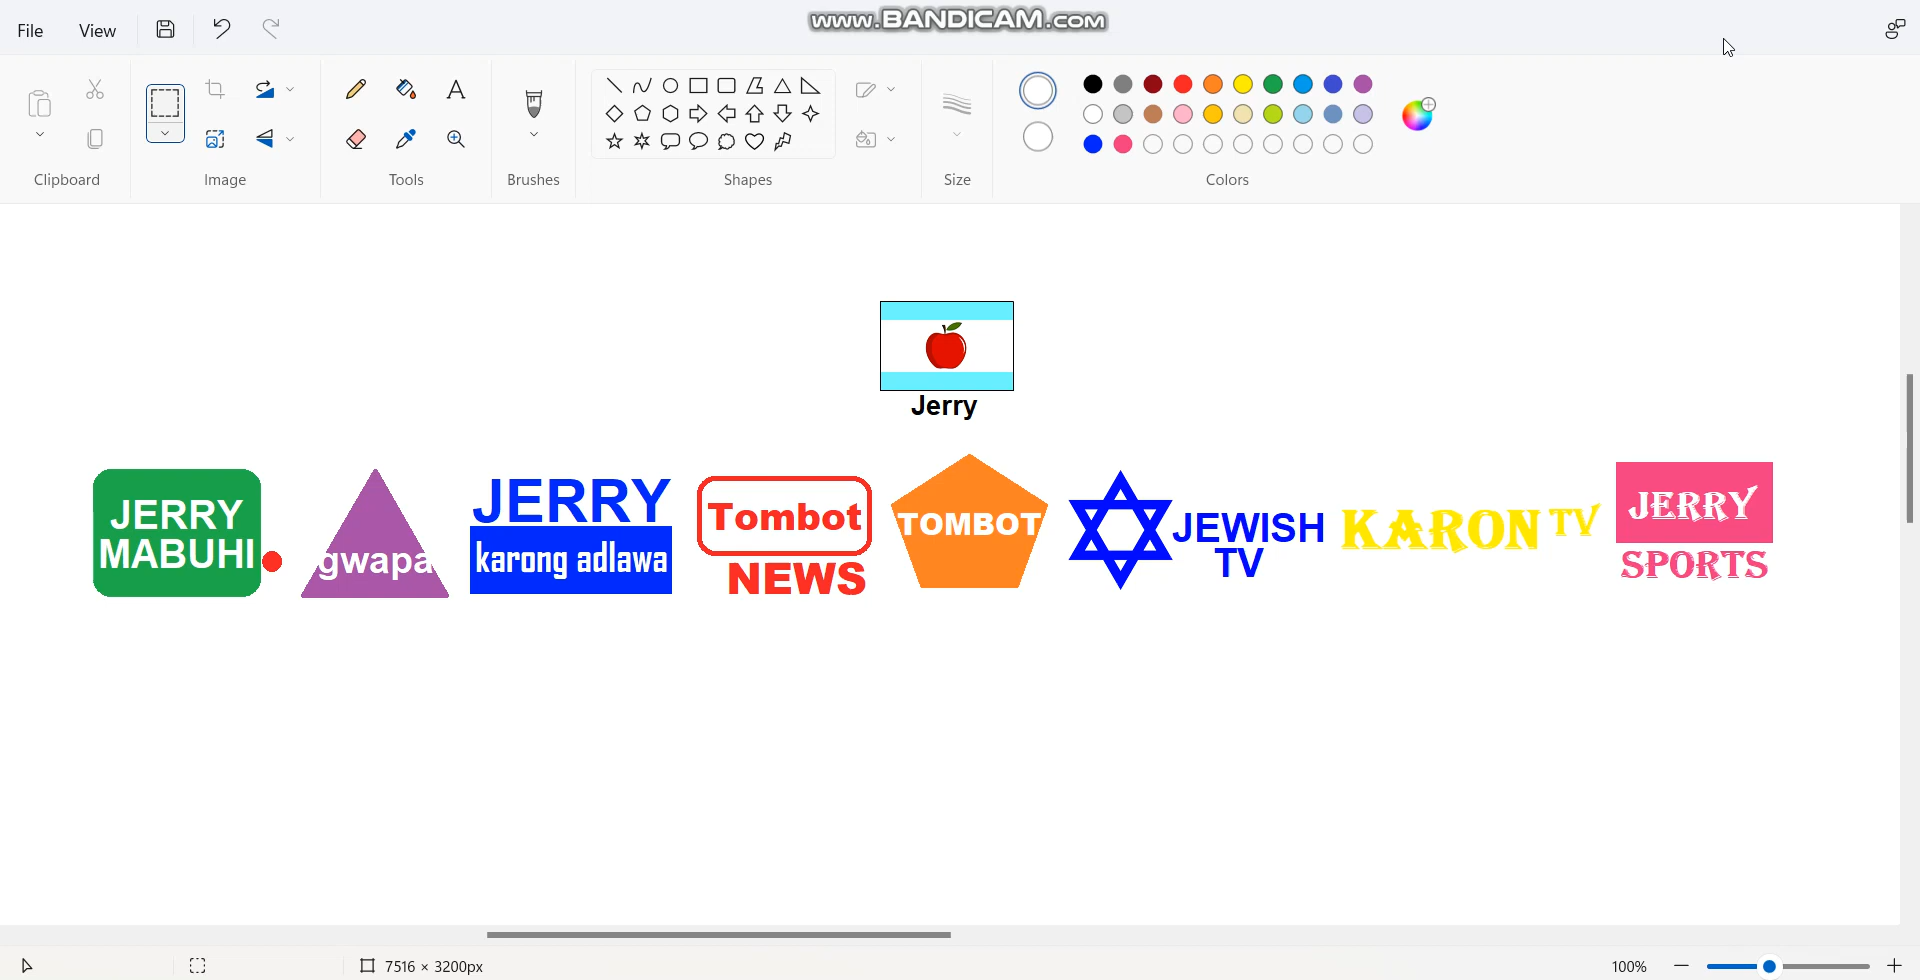 File View
www.BANDICAM.com
Clipboard
Image
Tools
Brushes
Shapes
Size
Colors
Jerry
JERRY
MABUHI
gwapa
JERRY
karong adlawa
Tombot
NEWS
TOMBOT
JEWISH
TV
KARON TV
JERRY
SPORTS
7516 × 3200px
100%